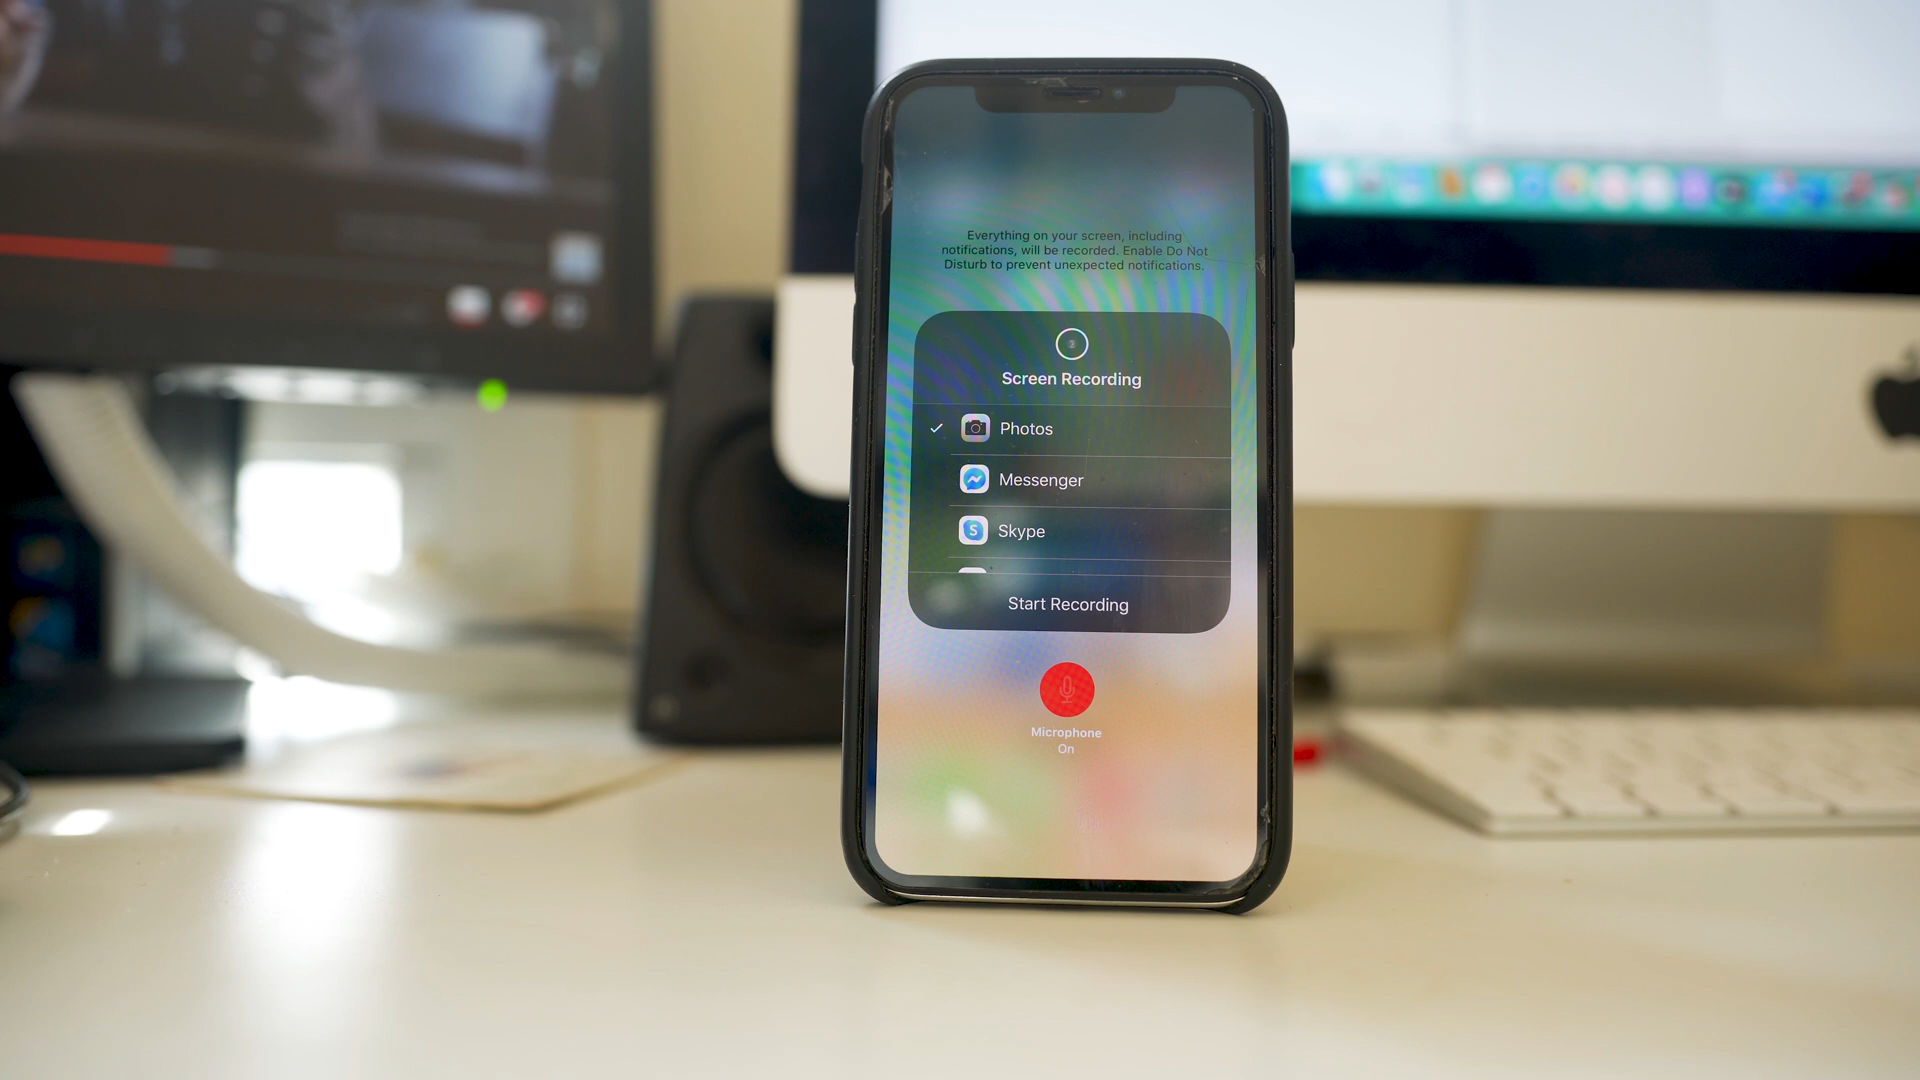 Everything on your screen, including
notifications, will be recorded. Enable Do Not
Disturb to prevent unexpected notifications.
Screen Recording
Photos
Messenger
Skype
Start Recording
Microphone
On